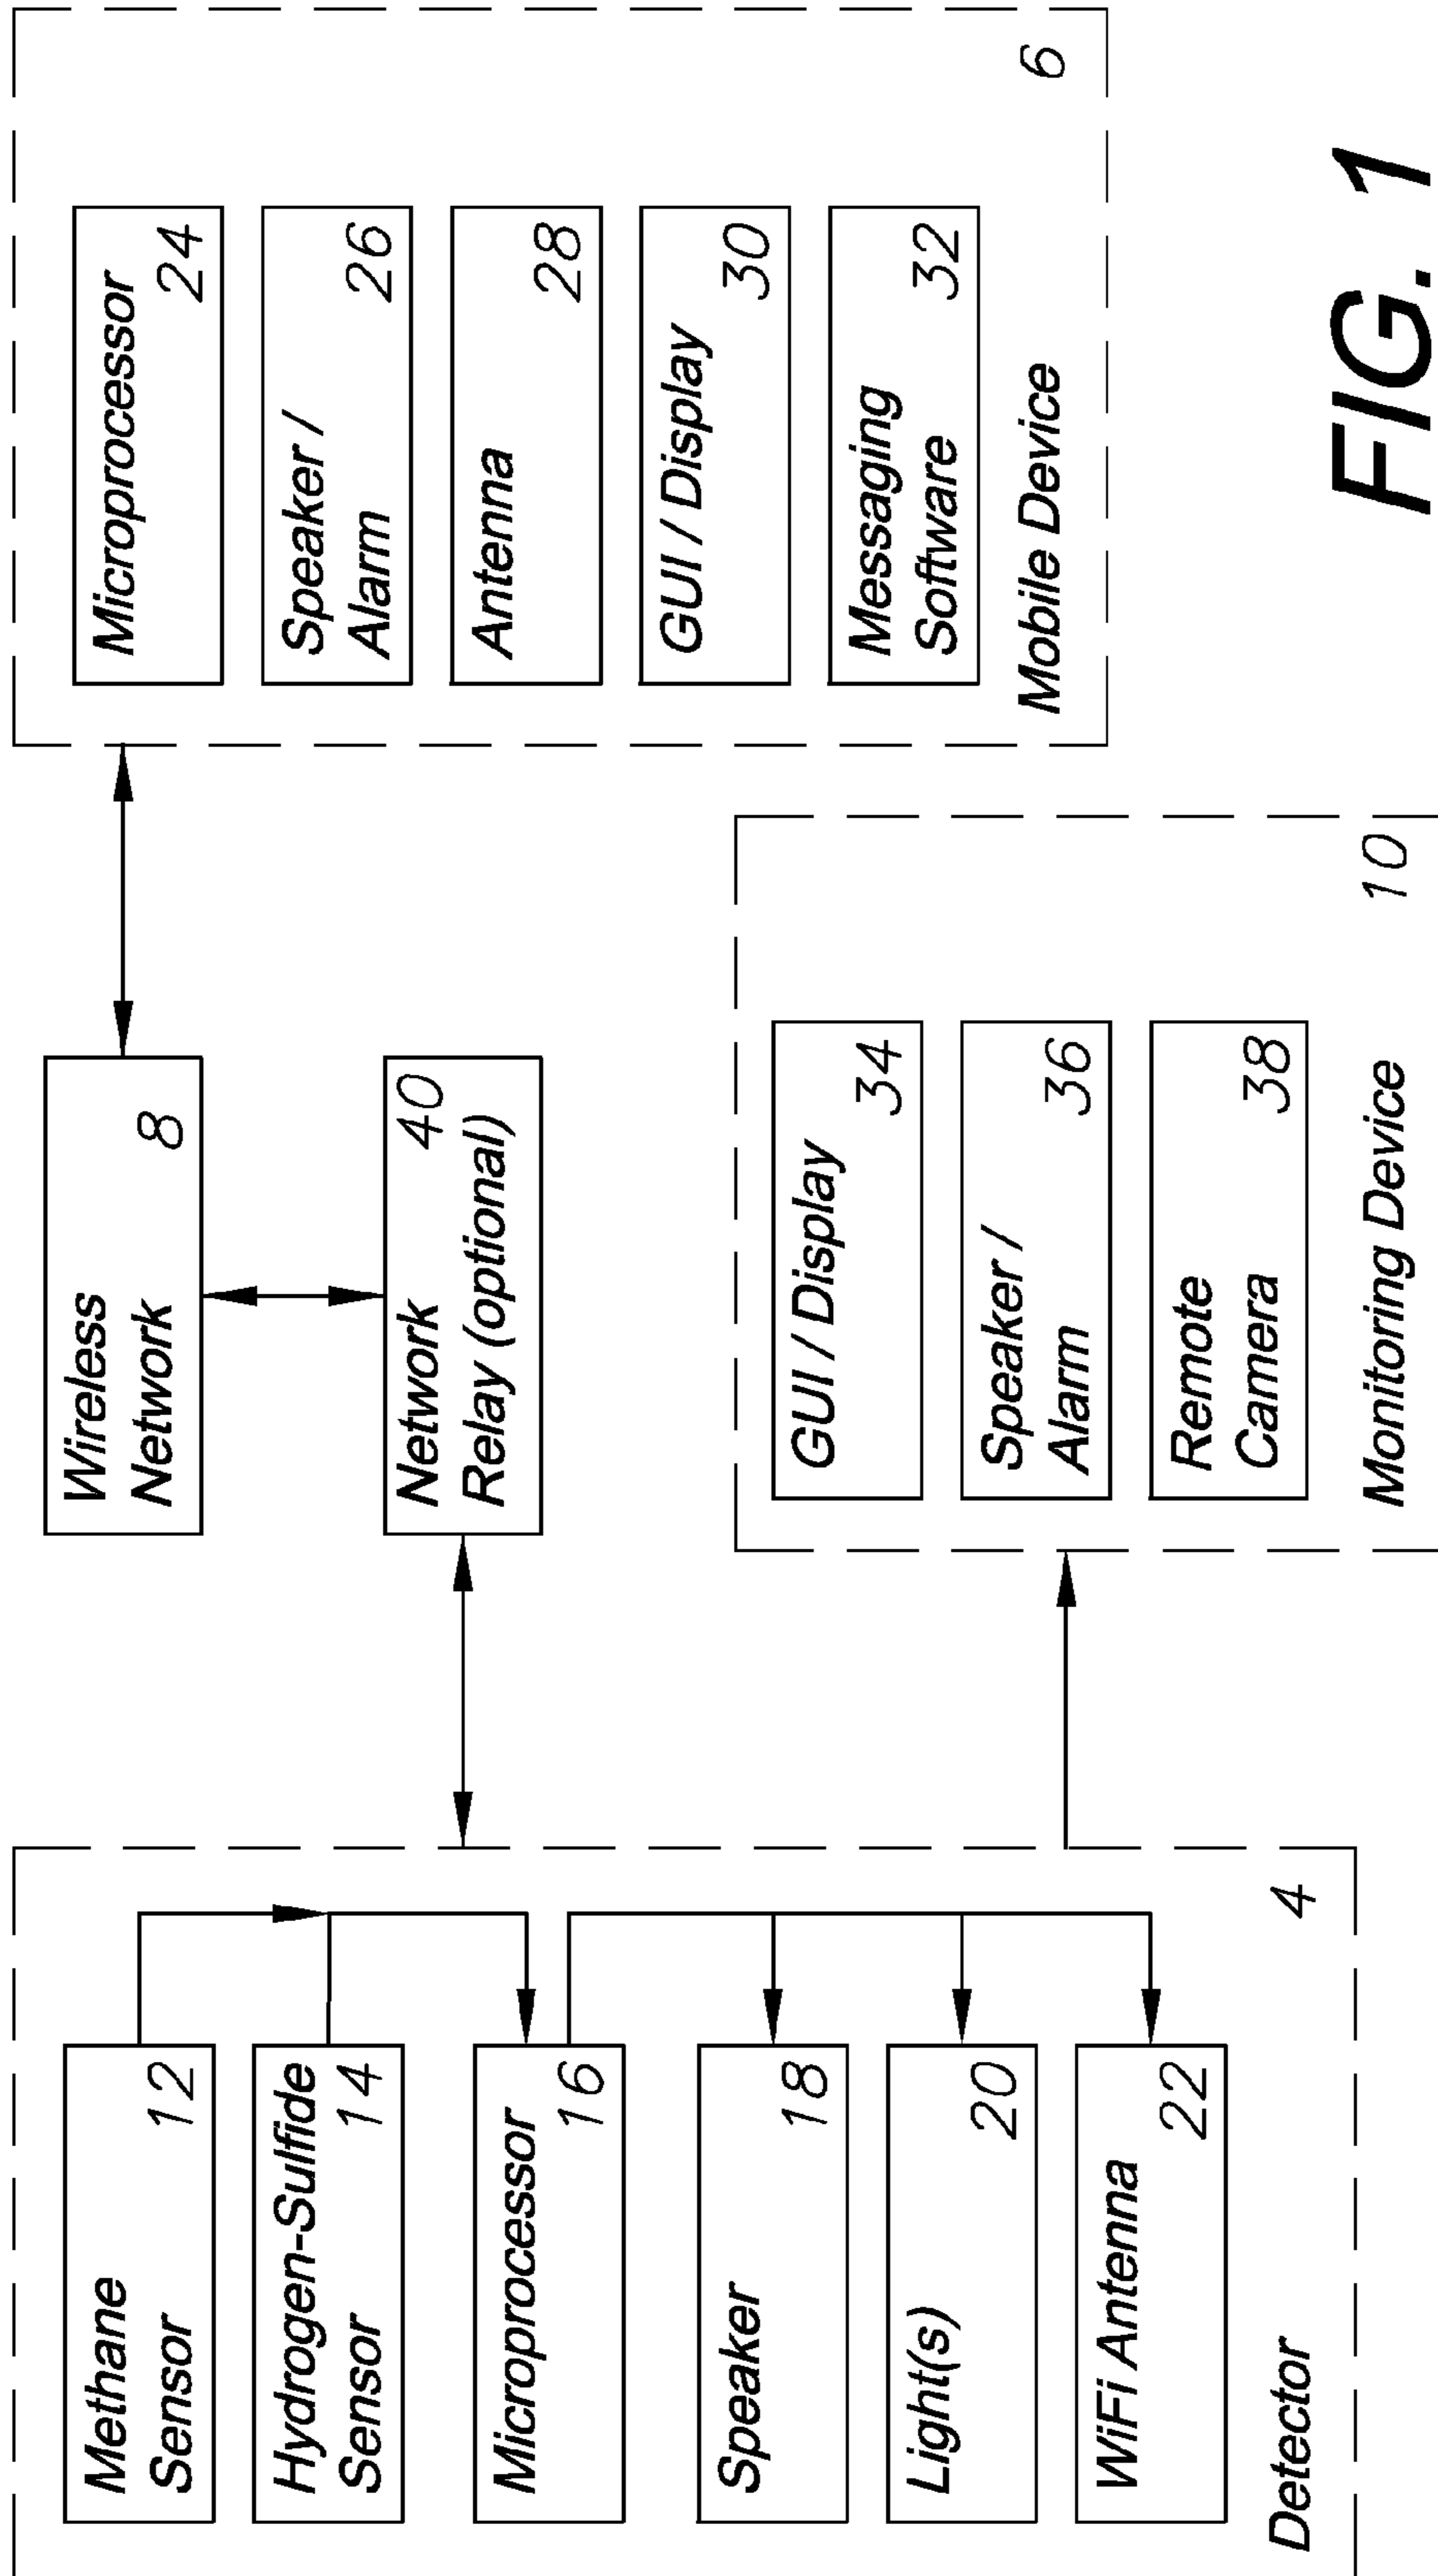 Methane
Sensor
12
Hydrogen-Sulfide
Sensor 14
Microprocessor
16
Speaker
18
Light(s)
20
WiFi Antenna
22
Detector
4
Wireless
Network 8
Network 40
Relay (optional)
GUI / Display
34
Speaker /
Alarm 36
Remote
Camera 38
Monitoring Device
10
Microprocessor
24
Speaker /
Alarm 26
Antenna
28
GUI / Display
30
Messaging
Software 32
Mobile Device
6
FIG. 1